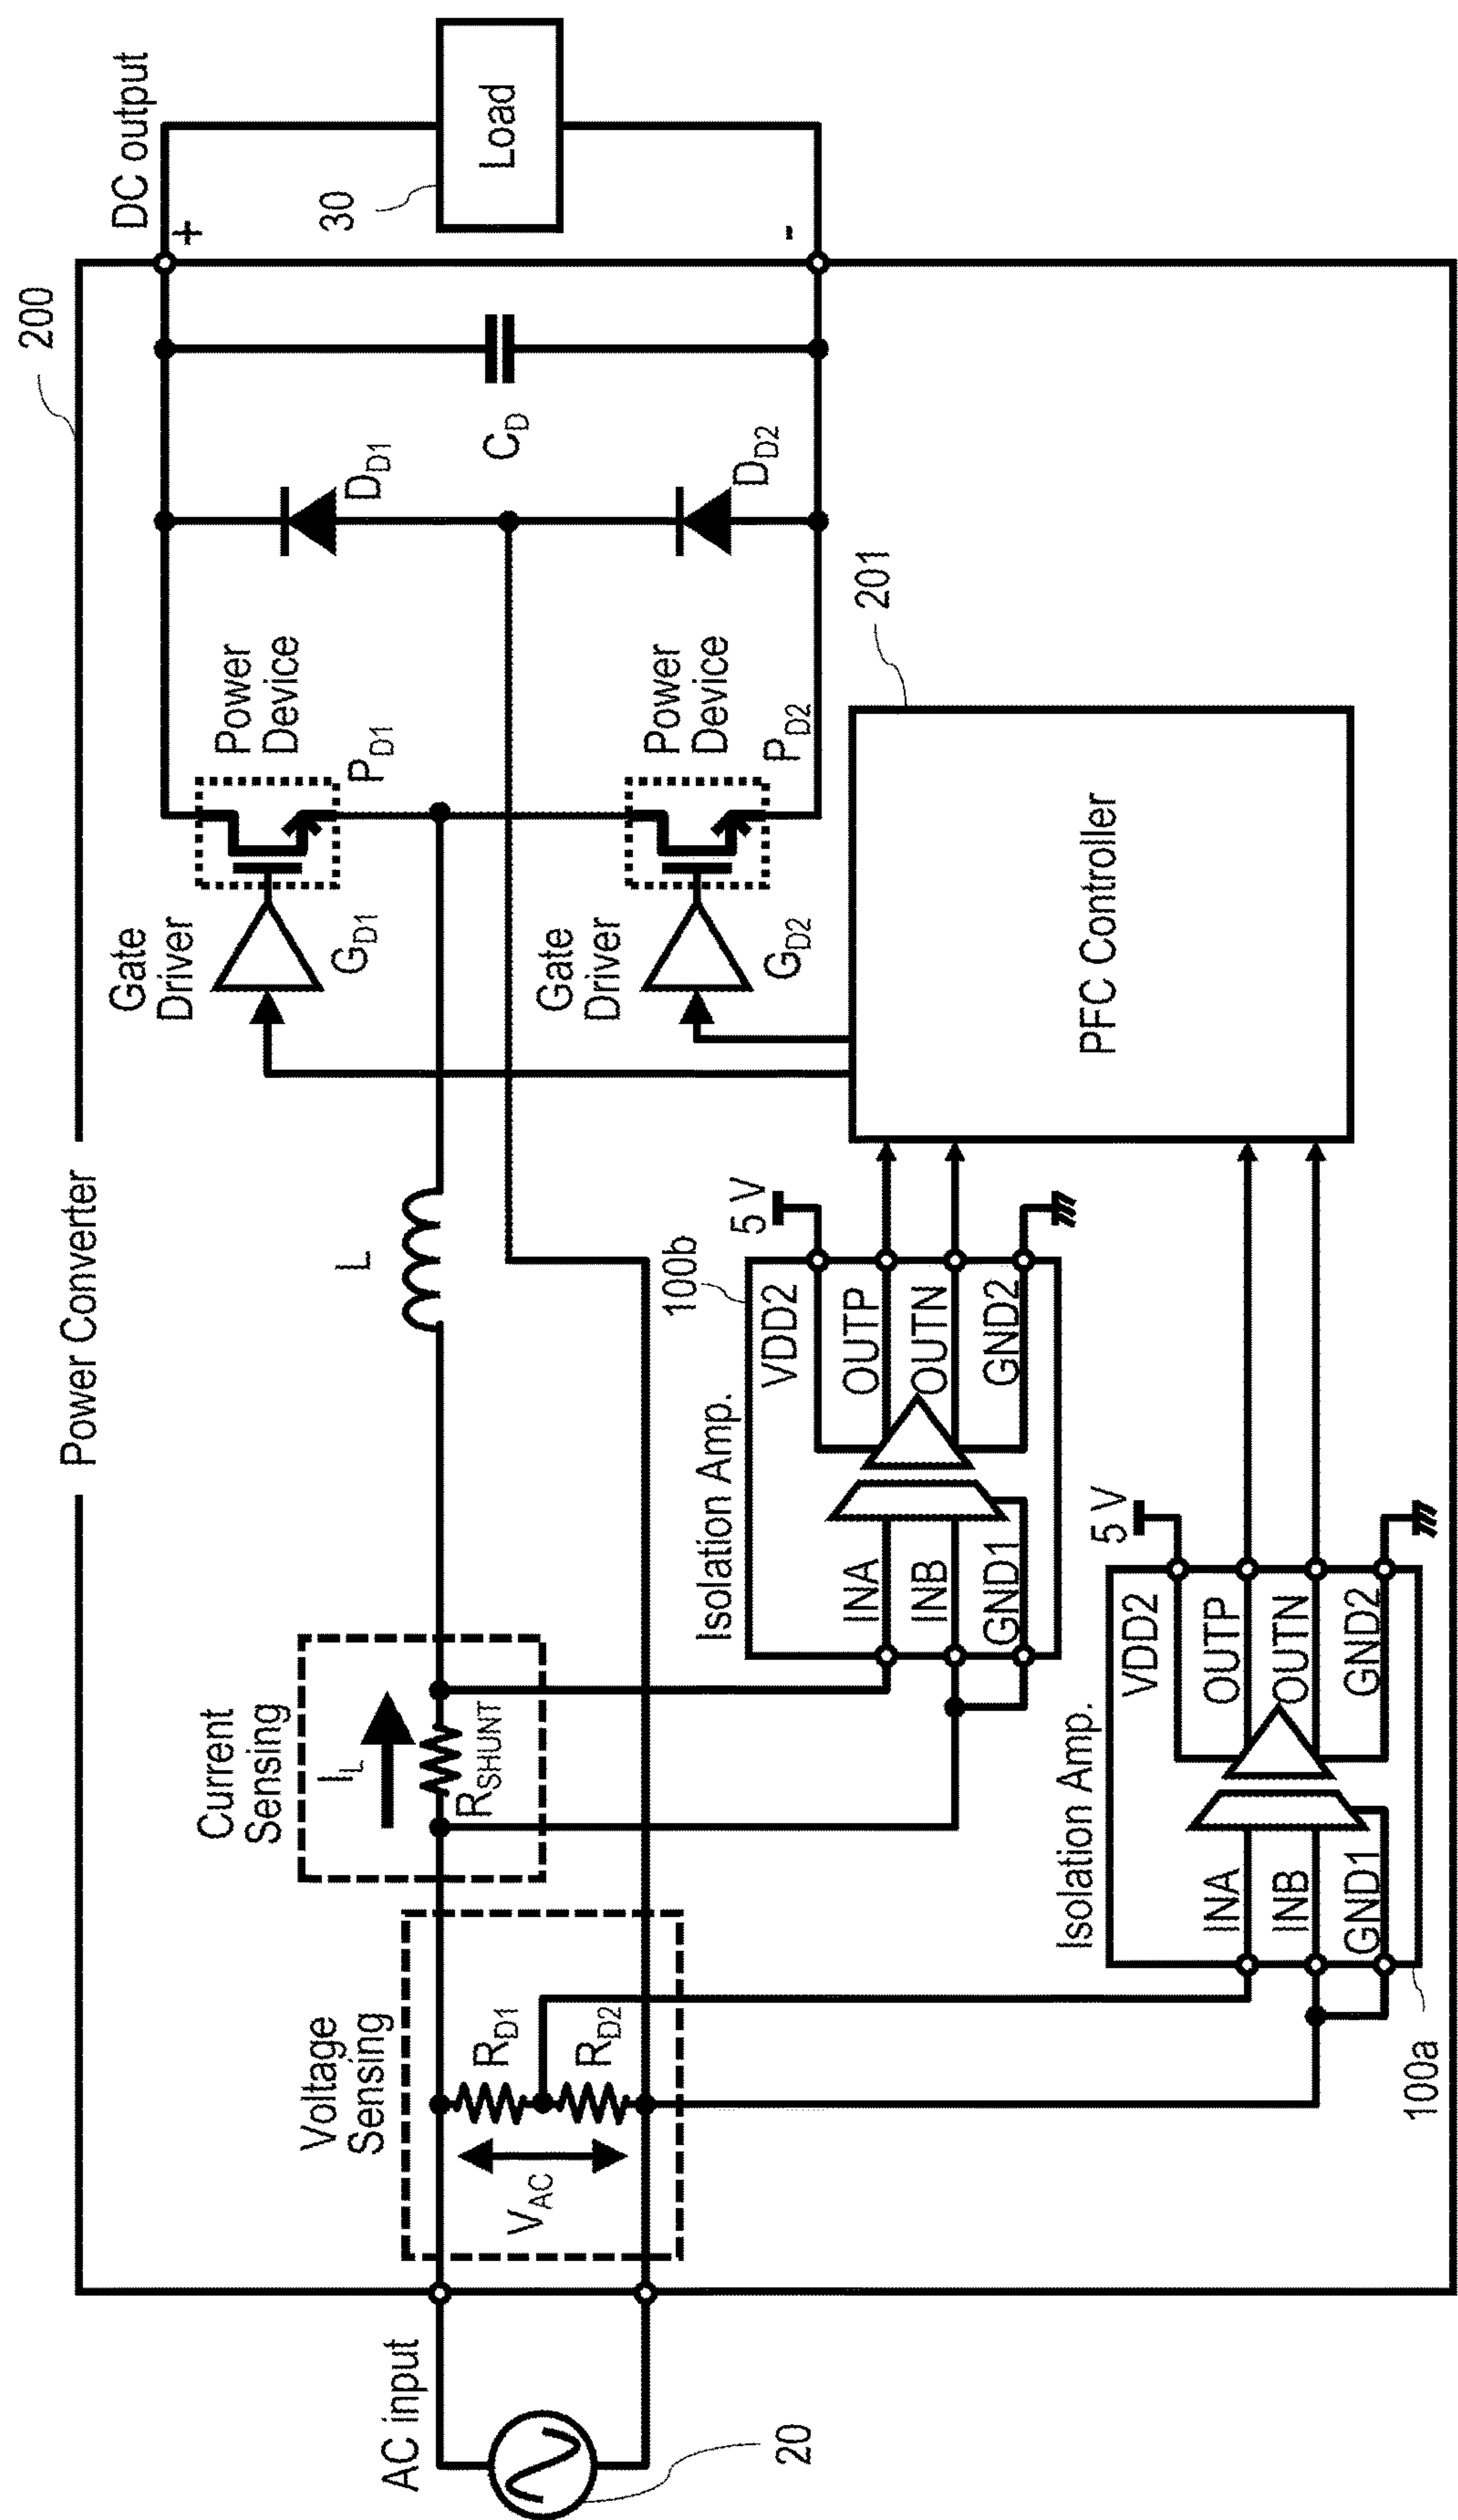 Power Converter
200
AC input
20
Voltage
Sensing
V_AC
R_D1
R_D2
Current
Sensing
I_L
R_SHUNT
L
Gate
Driver
G_D1
Power
Device
P_D1
Gate
Driver
G_D2
Power
Device
P_D2
D_D1
D_D2
C_D
DC output
+
-
30
Load
Isolation Amp.
100b
5 V
VDD2
INA
OUTP
INB
OUTN
GND1
GND2
Isolation Amp.
100a
5 V
VDD2
INA
OUTP
INB
OUTN
GND1
GND2
PFC Controller
201